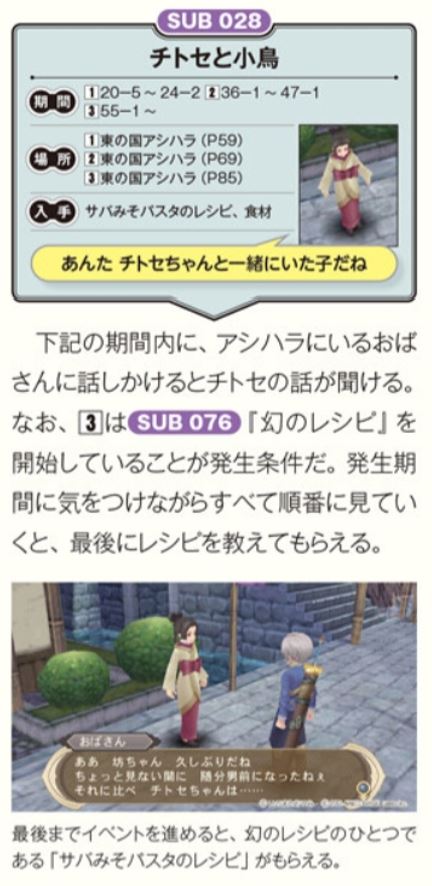 SUB 028
チトセと小鳥
期間 1 20−5 ~ 24−2 2 36−1 ~ 47−1
3 55−1 ~
場所 1 東の国アシハラ (P59)
2 東の国アシハラ (P69)
3 東の国アシハラ (P85)
入手 サバみそパスタのレシピ、食材
あんた チトセちゃんと一緒にいた子だね
下記の期間内に、アシハラにいるおば
さんに話しかけるとチトセの話が聞ける。
なお、3はSUB 076『幻のレシピ』を
開始していることが発生条件だ。発生期
間に気をつけながらすべて順番に見てい
くと、最後にレシピを教えてもらえる。
おばさん
ああ 坊ちゃん 久しぶりだね
ちょっと見ない間に 随分男前になったねぇ
それに比べ チトセちゃんは……
最後までイベントを進めると、幻のレシピのひとつで
ある「サバみそパスタのレシピ」がもらえる。